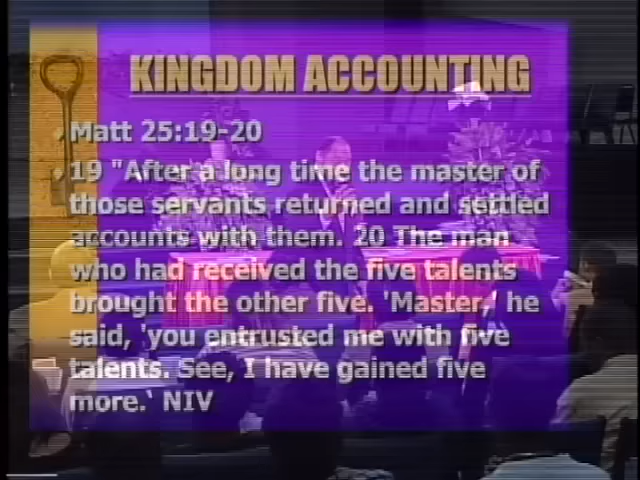 KINGDOM ACCOUNTING
Matt 25:19-20
19 "After a long time the master of
those servants returned and settled
accounts with them. 20 The man
who had received the five talents
brought the other five. 'Master,' he
said, 'you entrusted me with five
talents. See, I have gained five
more.' NIV